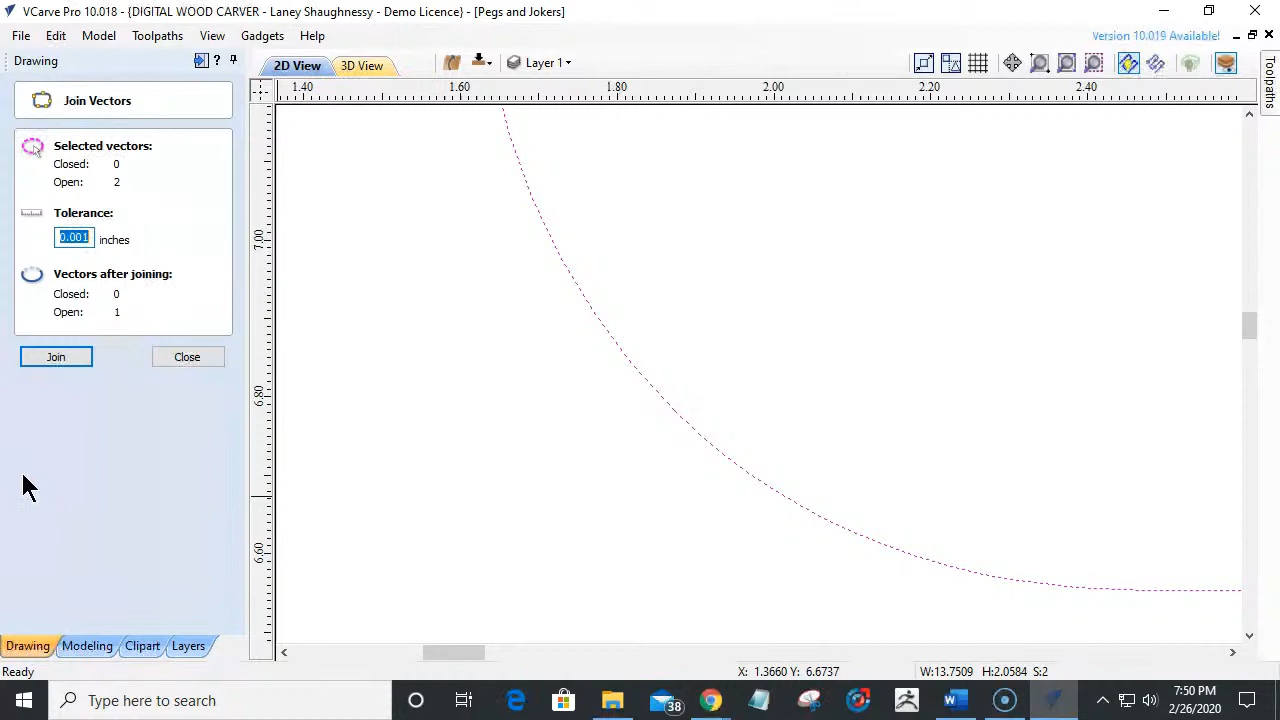 VCarve Pro 10.018 - {DIGITAL WOOD CARVER - Laney Shaughnessy - Demo Licence} - [Pegs and Jokers]
File Edit Model Toolpaths View Gadgets Help Version 10.019 Available!
Drawing ? 2D View 3D View Layer 1
1.40 1.60 1.80 2.00 2.20 2.40
Toolpaths
Join Vectors
Selected vectors:
Closed: 0
Open: 2
Tolerance:
0.001 inches
Vectors after joining:
Closed: 0
Open: 1
Join Close
7.00
6.80
6.60
Drawing Modeling Clipart Layers
Ready X: 1.3660 Y: 6.6737 W:13.7509 H:2.0584 S:2
Type here to search 38 7:50 PM
2/26/2020